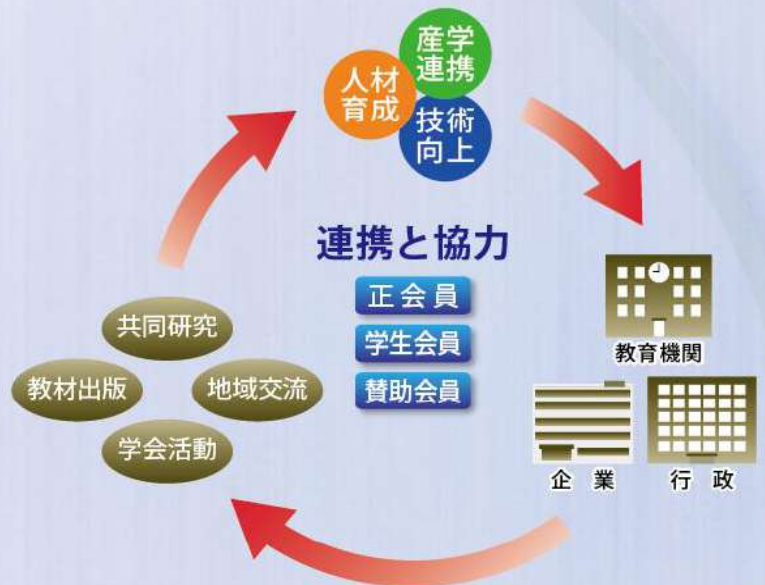 産学
連携
人材
育成
技術
向上
連携と協力
正会員
学生会員
賛助会員
教育機関
企業
行政
共同研究
教材出版
地域交流
学会活動